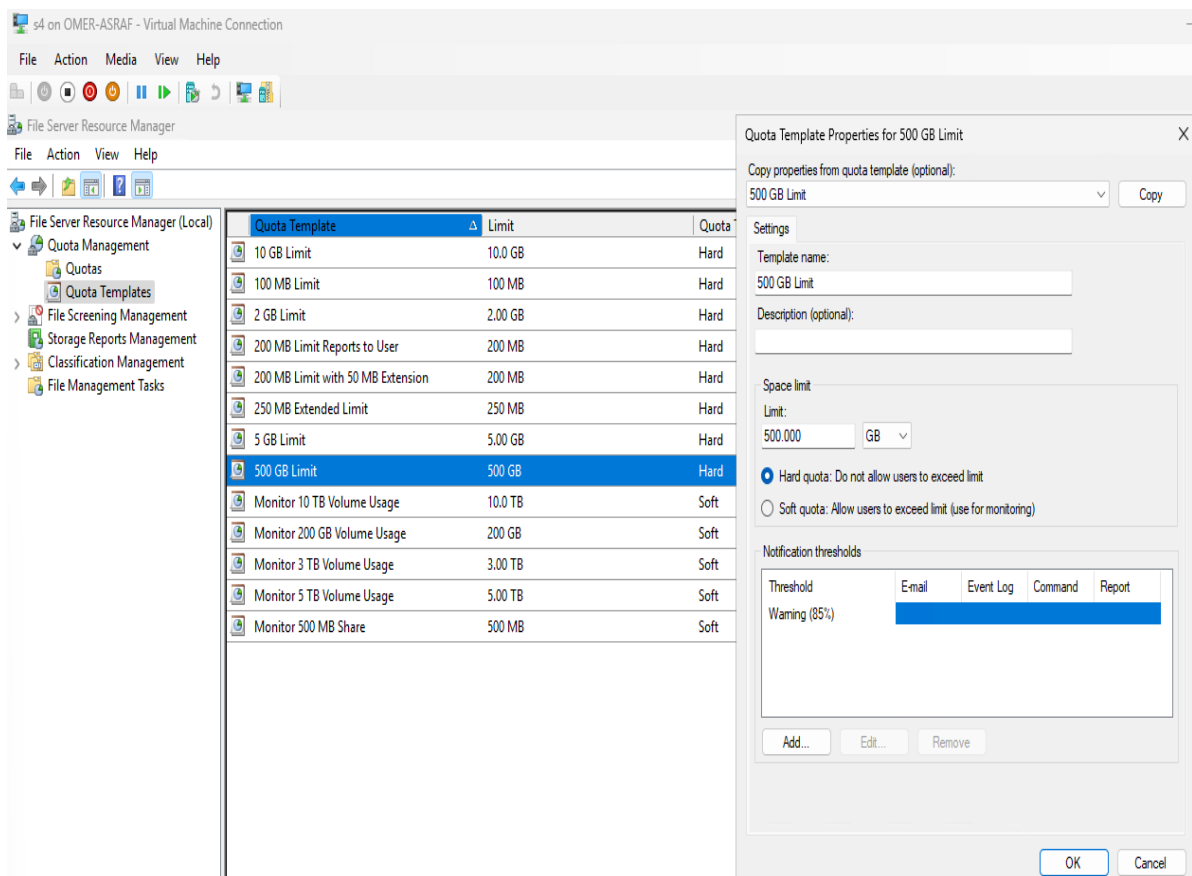 s4 on OMER-ASRAF - Virtual Machine Connection
File Action Media View Help
File Server Resource Manager
File Action View Help
File Server Resource Manager (Local)
Quota Management
Quotas
Quota Templates
File Screening Management
Storage Reports Management
Classification Management
File Management Tasks
Quota Template Limit Quota T
10 GB Limit 10.0 GB Hard
100 MB Limit 100 MB Hard
2 GB Limit 2.00 GB Hard
200 MB Limit Reports to User 200 MB Hard
200 MB Limit with 50 MB Extension 200 MB Hard
250 MB Extended Limit 250 MB Hard
5 GB Limit 5.00 GB Hard
500 GB Limit 500 GB Hard
Monitor 10 TB Volume Usage 10.0 TB Soft
Monitor 200 GB Volume Usage 200 GB Soft
Monitor 3 TB Volume Usage 3.00 TB Soft
Monitor 5 TB Volume Usage 5.00 TB Soft
Monitor 500 MB Share 500 MB Soft
Quota Template Properties for 500 GB Limit
Copy properties from quota template (optional):
500 GB Limit Copy
Settings
Template name:
500 GB Limit
Description (optional):
Space limit
Limit:
500.000 GB
Hard quota: Do not allow users to exceed limit
Soft quota: Allow users to exceed limit (use for monitoring)
Notification thresholds
Threshold E-mail Event Log Command Report
Warning (85%)
Add... Edit... Remove
OK Cancel